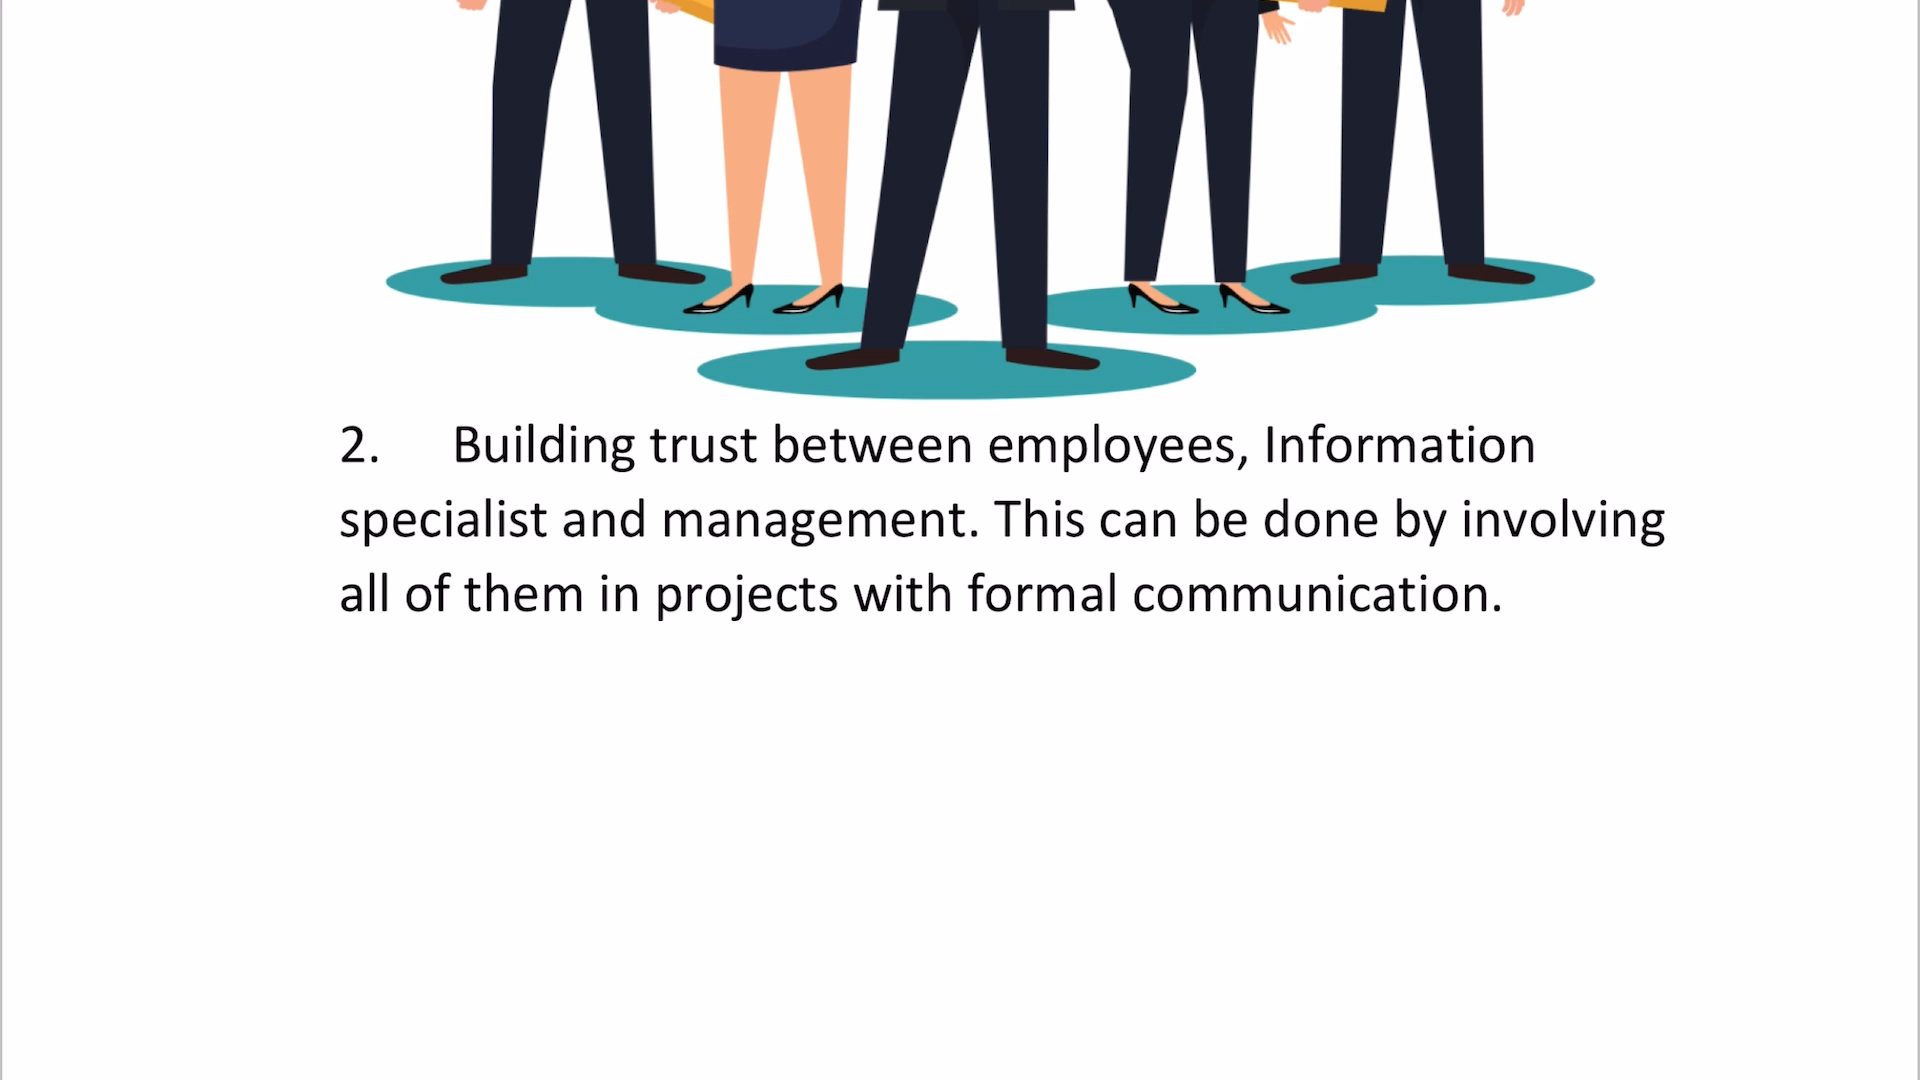 2. Building trust between employees, Information
specialist and management. This can be done by involving
all of them in projects with formal communication.